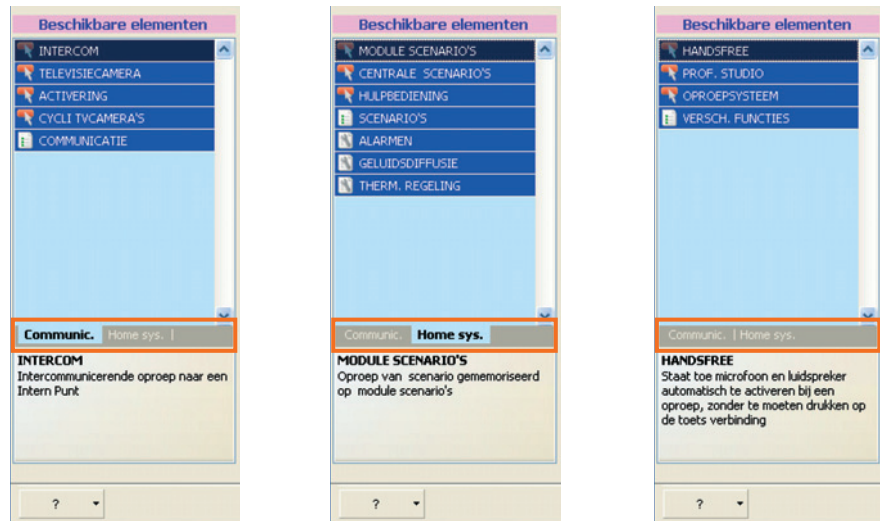 Beschikbare elementen
INTERCOM
TELEVISIECAMERA
ACTIVERING
CYCLI TVCAMERA'S
COMMUNICATIE
Communic. Home sys. |
INTERCOM
Intercommunicerende oproep naar een
Intern Punt
?
Beschikbare elementen
MODULE SCENARIO'S
CENTRALE SCENARIO'S
HULPBEDIENING
SCENARIO'S
ALARMEN
GELUIDSDIFFUSIE
THERM. REGELING
Communic. Home sys.
MODULE SCENARIO'S
Oproep van scenario gememoriseerd
op module scenario's
?
Beschikbare elementen
HANDSFREE
PROF. STUDIO
OPROEPSYSTEEM
VERSCH. FUNCTIES
Communic. | Home sys.
HANDSFREE
Staat toe microfoon en luidspreker
automatisch te activeren bij een
oproep, zonder te moeten drukken op
de toets verbinding
?